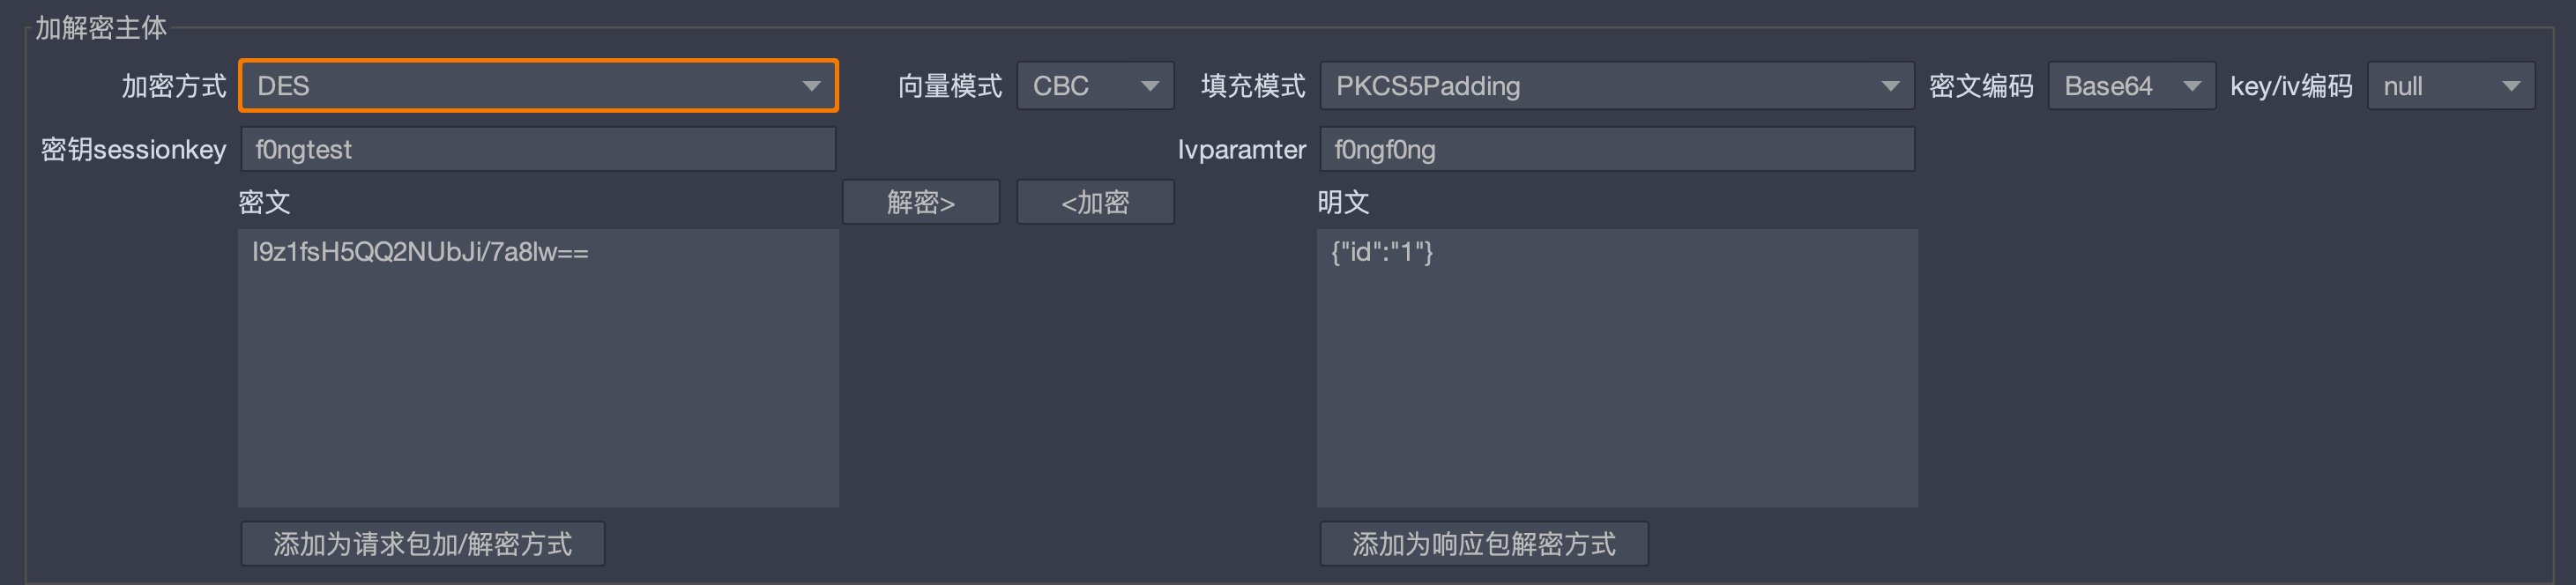 加解密主体
加密方式 DES 向量模式 CBC 填充模式 PKCS5Padding 密文编码 Base64 key/iv编码 null
密钥sessionkey f0ngtest Ivparamter f0ngf0ng
密文 解密> <加密 明文
I9z1fsH5QQ2NUbJi/7a8lw== {"id":"1"}
添加为请求包加/解密方式 添加为响应包解密方式